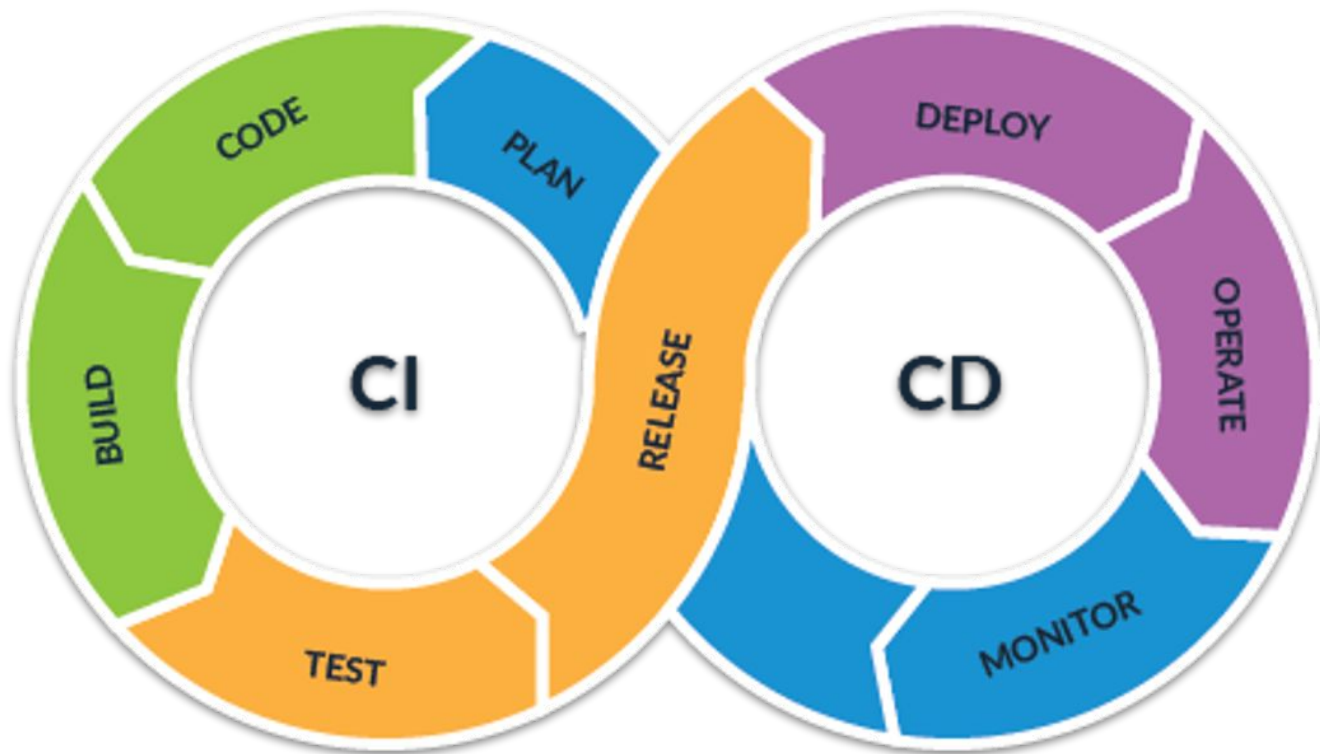 CODE
PLAN
DEPLOY
OPERATE
RELEASE
BUILD
CI
CD
TEST
MONITOR